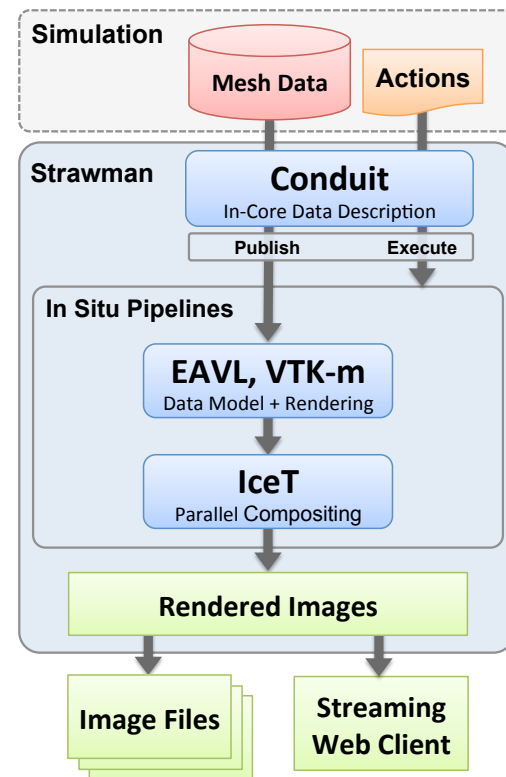 Simulation
Mesh Data
Actions
Strawman
Conduit
In-Core Data Description
Publish
Execute
In Situ Pipelines
EAVL, VTK-m
Data Model + Rendering
IceT
Parallel Compositing
Rendered Images
Image Files
Streaming
Web Client